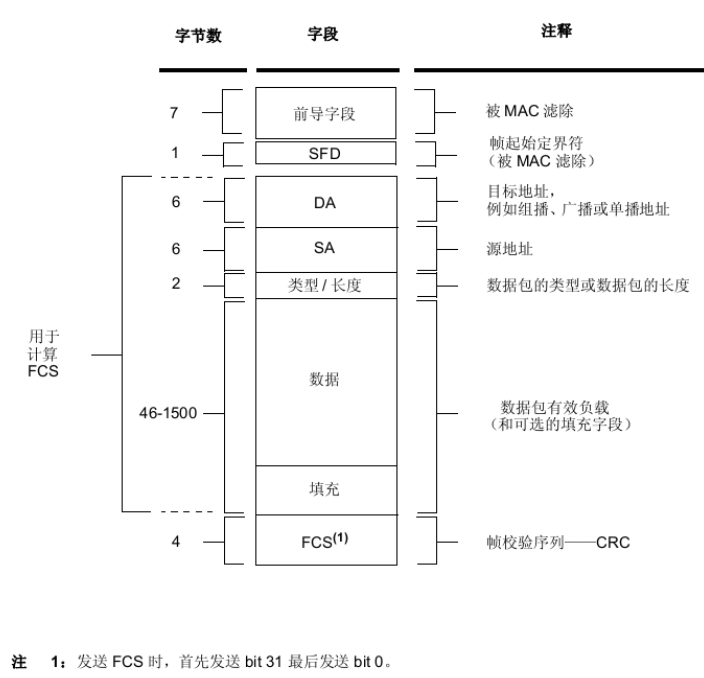 字节数 字段 注释
7 前导字段 被 MAC 滤除
1 SFD 帧起始定界符
（被 MAC 滤除）
6 DA 目标地址，
例如组播、广播或单播地址
6 SA 源地址
2 类型 / 长度 数据包的类型或数据包的长度
用于
计算
FCS
数据
46-1500 数据包有效负载
（和可选的填充字段）
填充
4 FCS(1) 帧校验序列——CRC
注 1：发送 FCS 时，首先发送 bit 31 最后发送 bit 0。